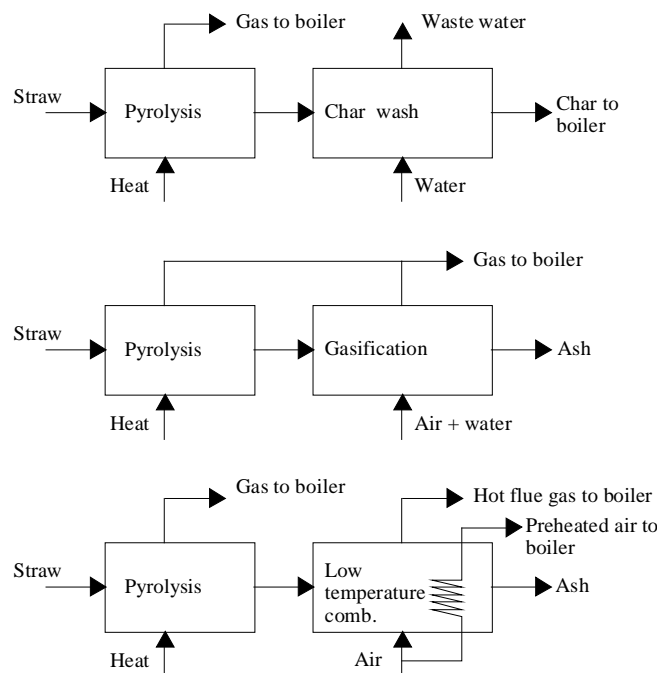 Gas to boiler
Waste water
Straw
Pyrolysis
Char wash
Char to
boiler
Heat
Water
Gas to boiler
Straw
Pyrolysis
Gasification
Ash
Heat
Air + water
Gas to boiler
Hot flue gas to boiler
Preheated air to
boiler
Straw
Pyrolysis
Low
temperature
comb.
Ash
Heat
Air